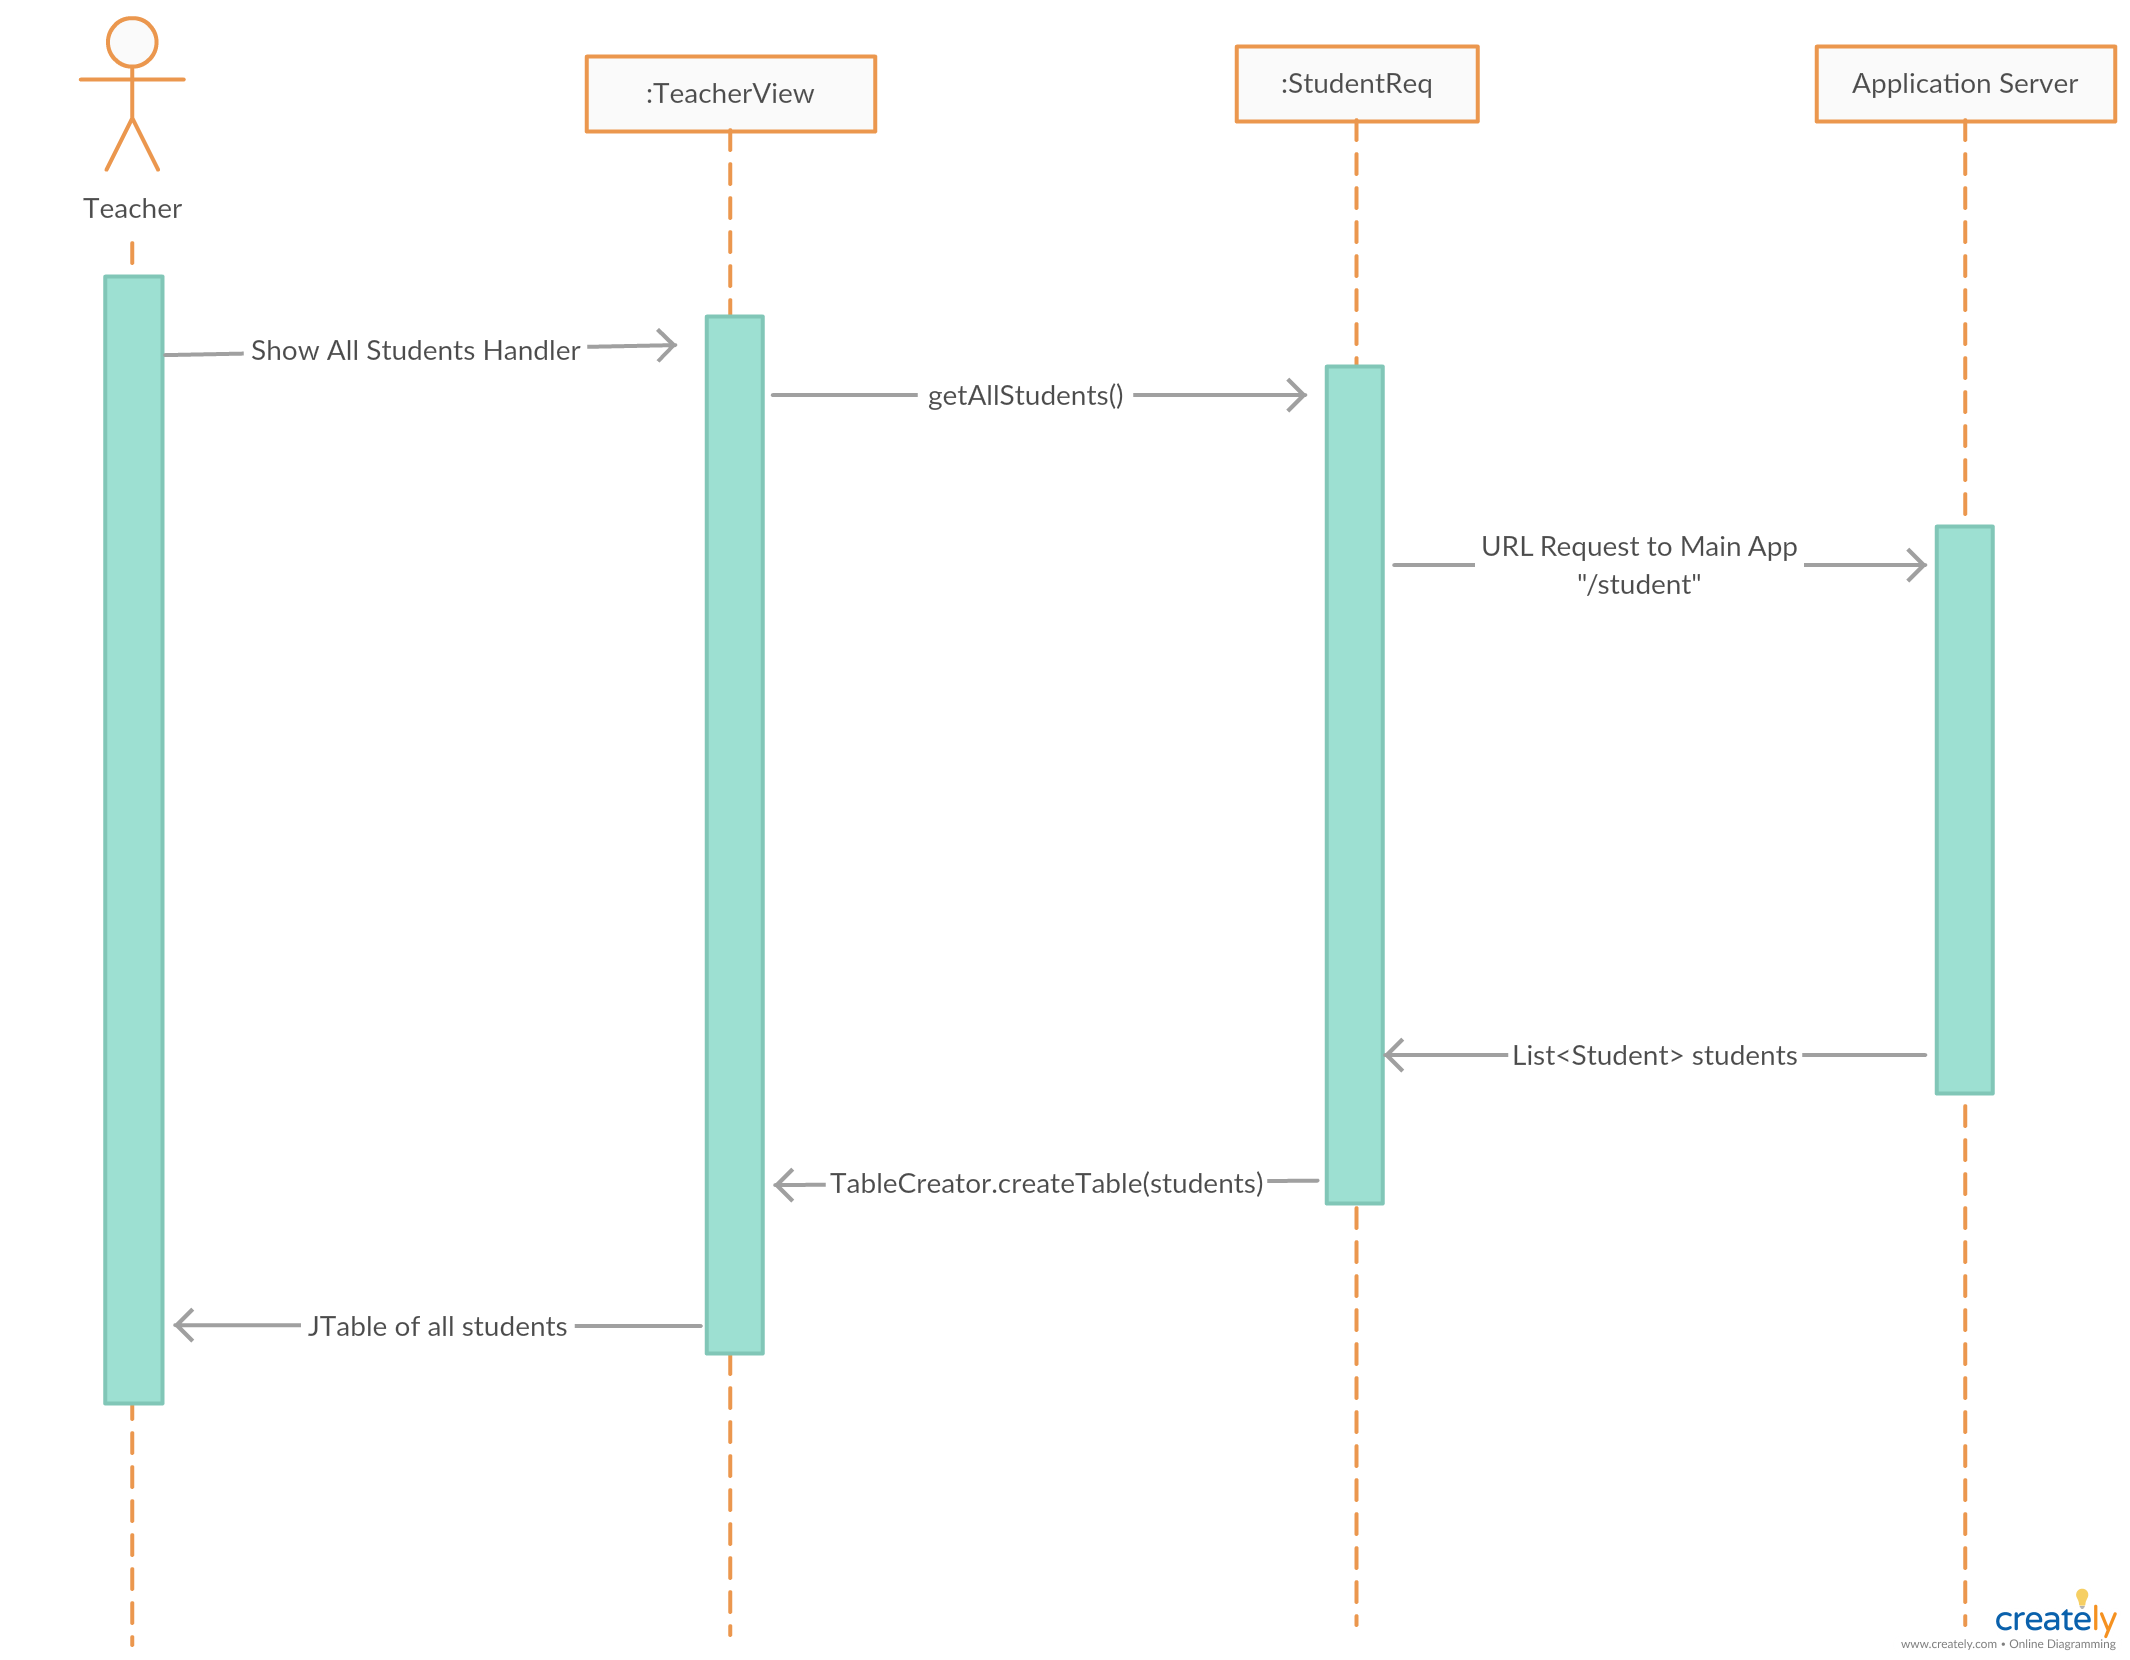 :TeacherView
:StudentReq
Application Server
Teacher
Show All Students Handler
getAllStudents()
URL Request to Main App
"/student"
List<Student> students
TableCreator.createTable(students)
JTable of all students
creately
www.creately.com • Online Diagramming